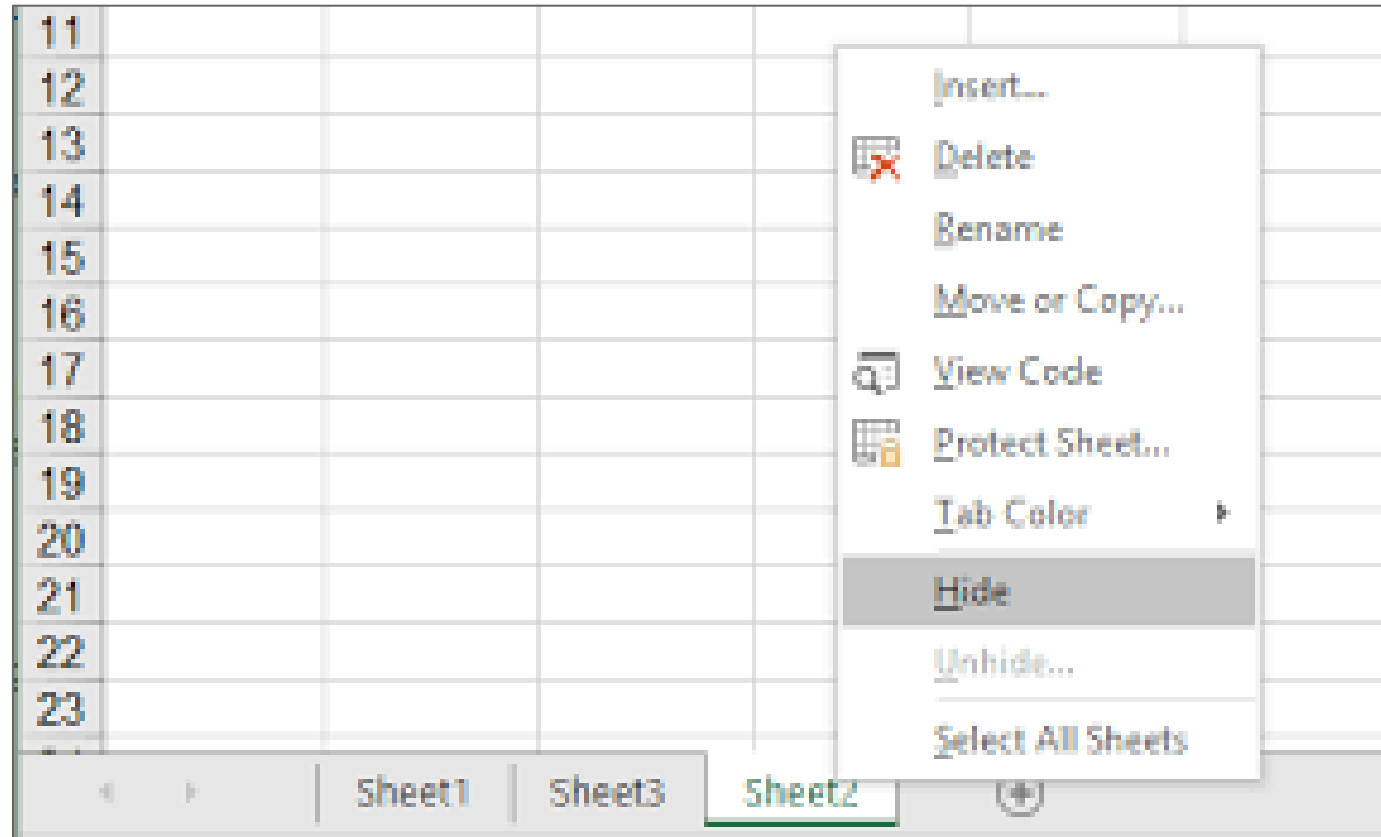 11
12
13
14
15
16
17
18
19
20
21
22
23
Insert...
Delete
Rename
Move or Copy...
View Code
Protect Sheet...
Tab Color
Hide
Unhide...
Select All Sheets
Sheet1 Sheet3 Sheet2